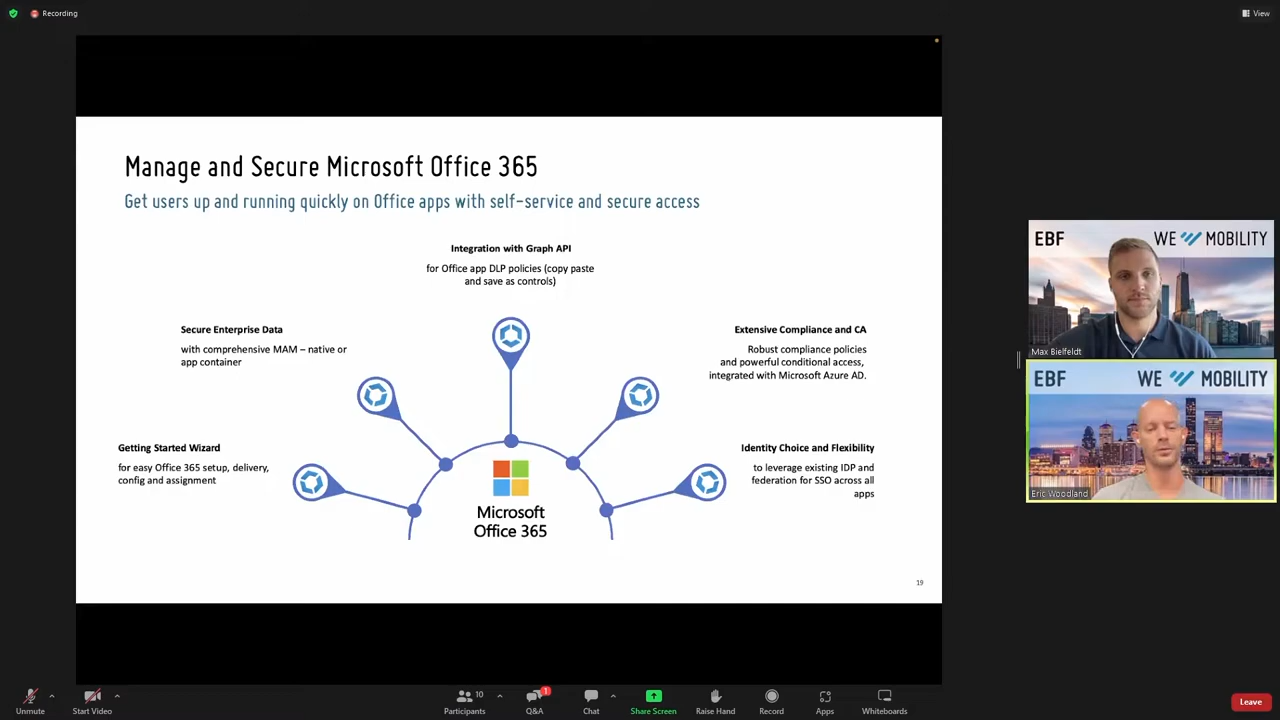 Recording
View
Manage and Secure Microsoft Office 365
Get users up and running quickly on Office apps with self-service and secure access
Integration with Graph API
for Office app DLP policies (copy paste
and save as controls)
Secure Enterprise Data
with comprehensive MAM – native or
app container
Extensive Compliance and CA
Robust compliance policies
and powerful conditional access,
integrated with Microsoft Azure AD.
Getting Started Wizard
for easy Office 365 setup, delivery,
config and assignment
Identity Choice and Flexibility
to leverage existing IDP and
federation for SSO across all
apps
Microsoft
Office 365
19
EBF
WE MOBILITY
Max Bielfeldt
EBF
WE MOBILITY
Eric Woodland
Unmute
Start Video
Participants
10
Q&A
1
Chat
Share Screen
Raise Hand
Record
Apps
Whiteboards
Leave